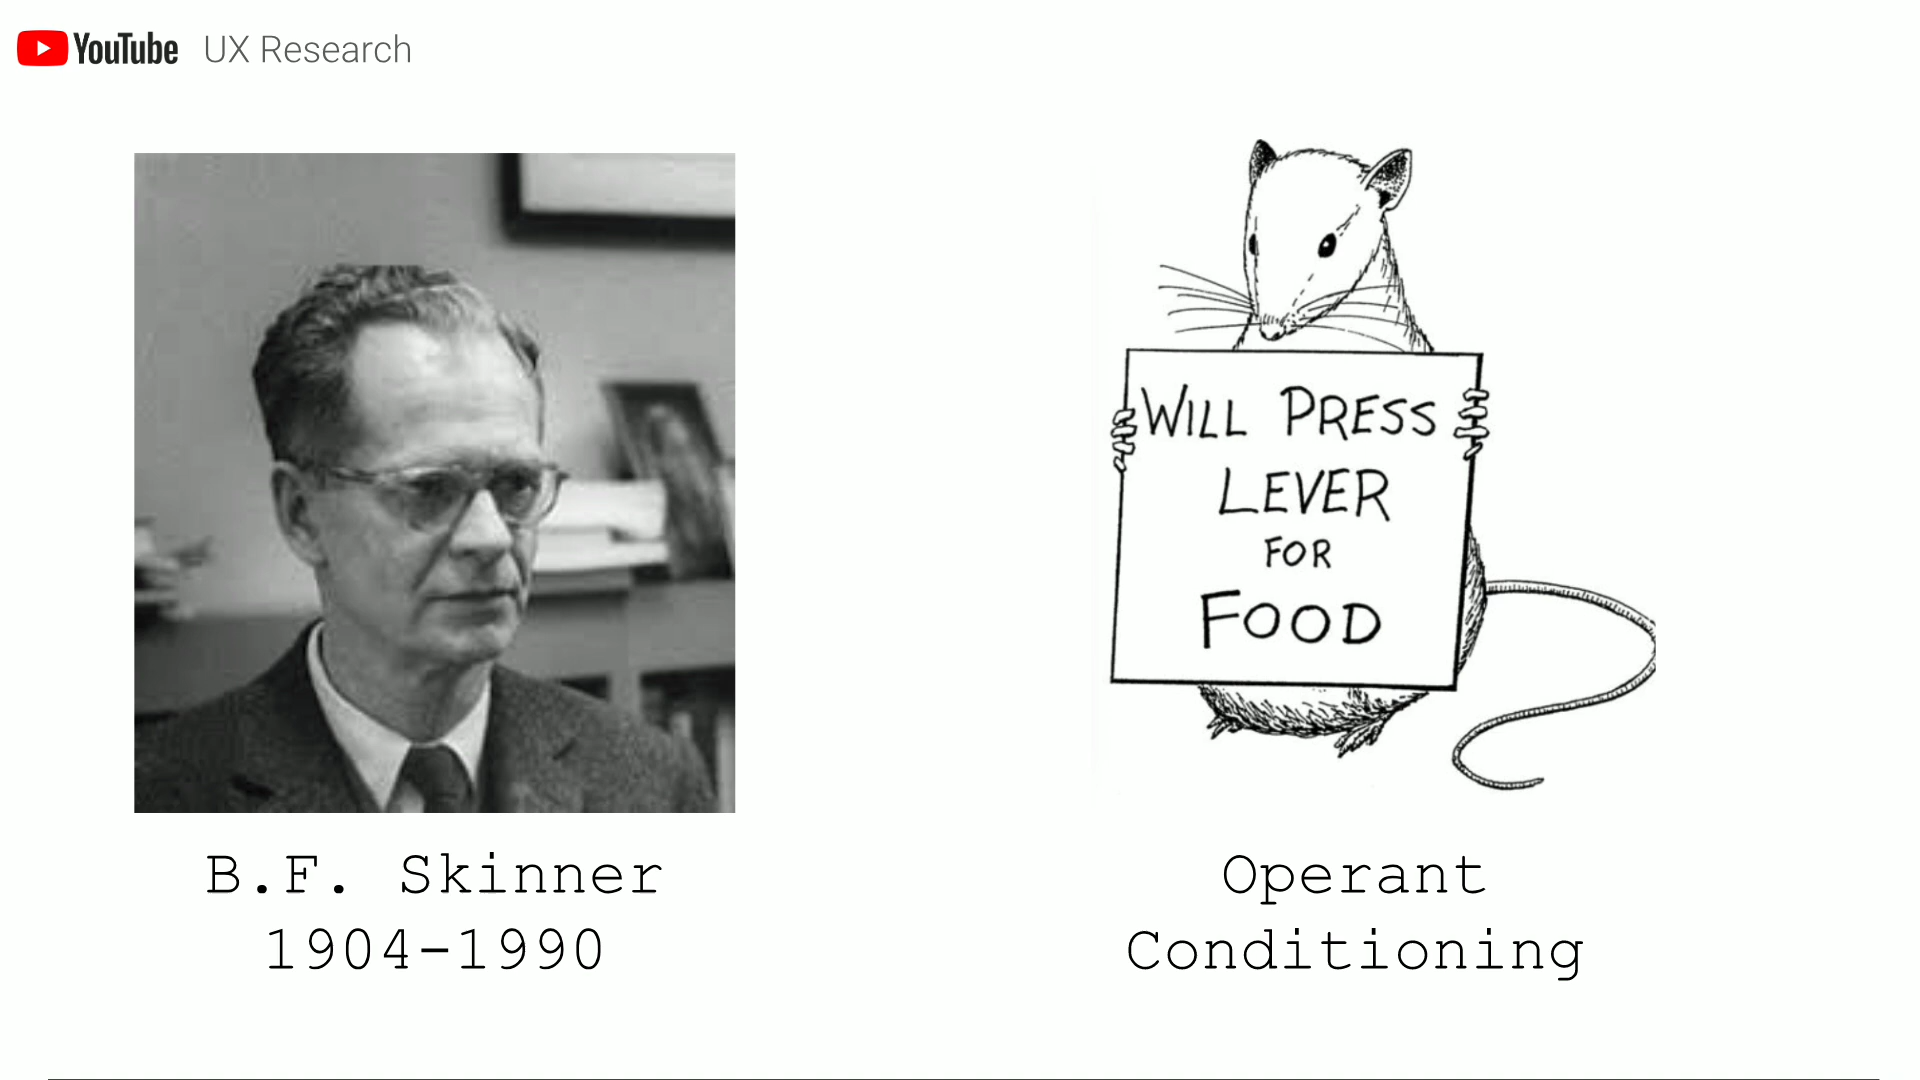 YouTube UX Research
WILL PRESS
LEVER
FOR
FOOD
B.F. Skinner
1904-1990
Operant
Conditioning